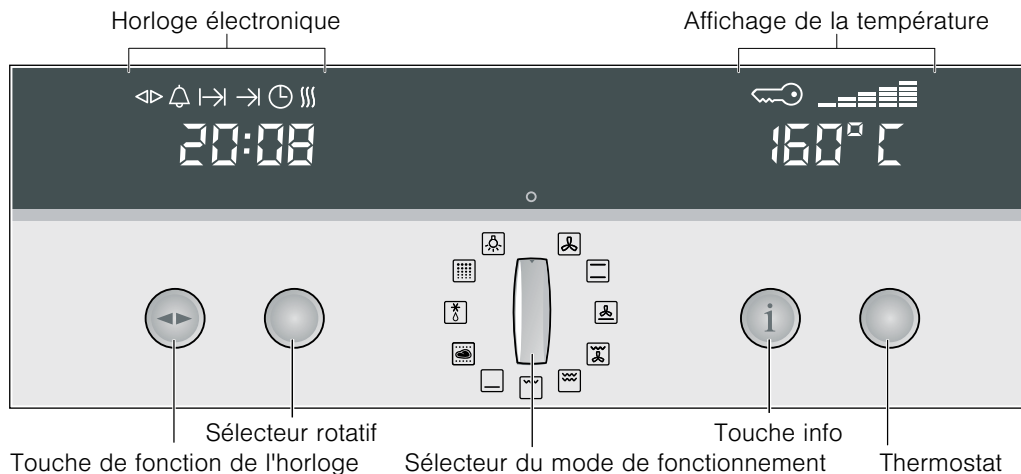 Horloge électronique Affichage de la température
20:08 160° C
i
Sélecteur rotatif Touche info
Touche de fonction de l'horloge Sélecteur du mode de fonctionnement Thermostat